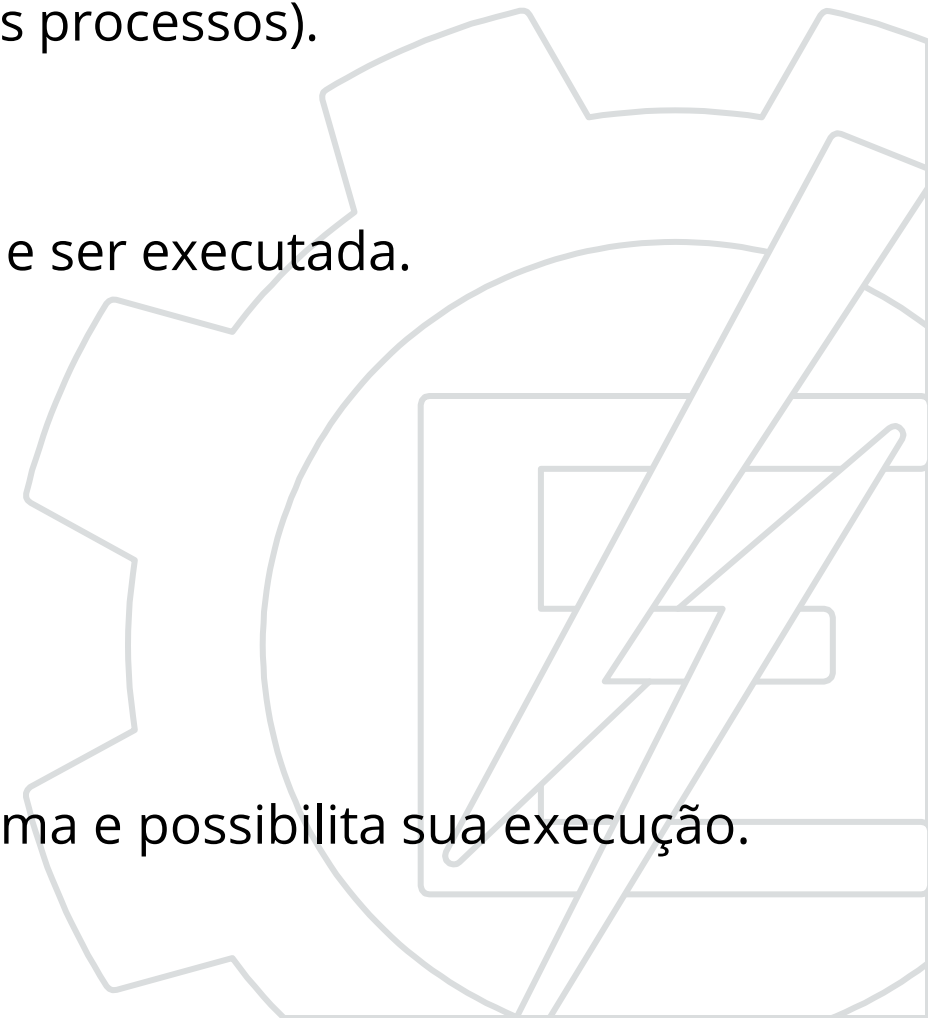 s processos).
e ser executada.
ma e possibilita sua execução.